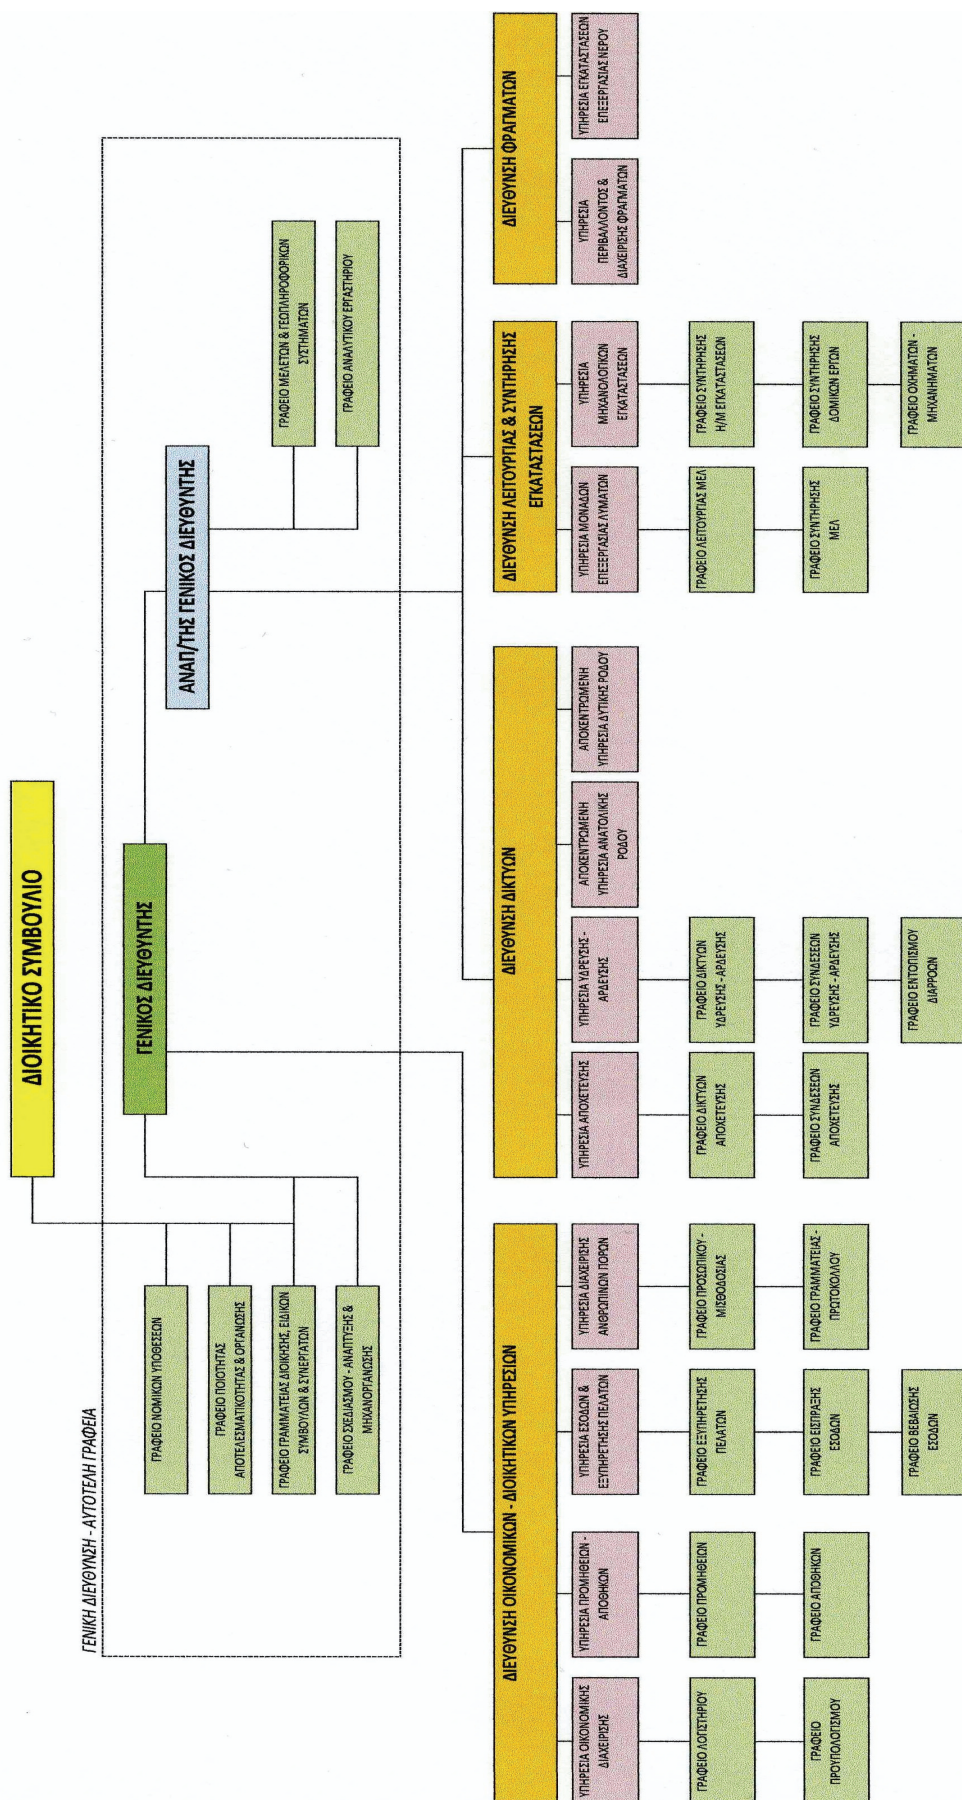 ΔΙΟΙΚΗΤΙΚΟ ΣΥΜΒΟΥΛΙΟ
ΓΕΝΙΚΗ ΔΙΕΥΘΥΝΣΗ - ΑΥΤΟΤΕΛΗ ΓΡΑΦΕΙΑ
ΓΕΝΙΚΟΣ ΔΙΕΥΘΥΝΤΗΣ
ΑΝΑΠ/ΤΗΣ ΓΕΝΙΚΟΣ ΔΙΕΥΘΥΝΤΗΣ
ΓΡΑΦΕΙΟ ΝΟΜΙΚΩΝ ΥΠΟΘΕΣΕΩΝ
ΓΡΑΦΕΙΟ ΠΟΙΟΤΗΤΑΣ
ΑΠΟΤΕΛΕΣΜΑΤΙΚΟΤΗΤΑΣ & ΟΡΓΑΝΩΣΗΣ
ΓΡΑΦΕΙΟ ΓΡΑΜΜΑΤΕΙΑΣ ΔΙΟΙΚΗΣΗΣ, ΕΙΔΙΚΩΝ
ΣΥΜΒΟΥΛΩΝ & ΣΥΝΕΡΓΑΤΩΝ
ΓΡΑΦΕΙΟ ΣΧΕΔΙΑΣΜΟΥ - ΑΝΑΠΤΥΞΗΣ &
ΜΗΧΑΝΟΡΓΑΝΩΣΗΣ
ΓΡΑΦΕΙΟ ΜΕΛΕΤΩΝ & ΓΕΩΠΛΗΡΟΦΟΡΙΚΩΝ
ΣΥΣΤΗΜΑΤΩΝ
ΓΡΑΦΕΙΟ ΑΝΑΛΥΤΙΚΟΥ ΕΡΓΑΣΤΗΡΙΟΥ
ΔΙΕΥΘΥΝΣΗ ΟΙΚΟΝΟΜΙΚΩΝ - ΔΙΟΙΚΗΤΙΚΩΝ ΥΠΗΡΕΣΙΩΝ
ΥΠΗΡΕΣΙΑ ΟΙΚΟΝΟΜΙΚΗΣ
ΔΙΑΧΕΙΡΙΣΗΣ
ΓΡΑΦΕΙΟ ΛΟΓΙΣΤΗΡΙΟΥ
ΓΡΑΦΕΙΟ
ΠΡΟΥΠΟΛΟΓΙΣΜΟΥ
ΥΠΗΡΕΣΙΑ ΠΡΟΜΗΘΕΙΩΝ -
ΑΠΟΘΗΚΩΝ
ΓΡΑΦΕΙΟ ΠΡΟΜΗΘΕΙΩΝ
ΓΡΑΦΕΙΟ ΑΠΟΘΗΚΩΝ
ΥΠΗΡΕΣΙΑ ΕΣΟΔΩΝ &
ΕΞΥΠΗΡΕΤΗΣΗΣ ΠΕΛΑΤΩΝ
ΓΡΑΦΕΙΟ ΕΞΥΠΗΡΕΤΗΣΗΣ
ΠΕΛΑΤΩΝ
ΓΡΑΦΕΙΟ ΕΙΣΠΡΑΞΗΣ
ΕΣΟΔΩΝ
ΓΡΑΦΕΙΟ ΒΕΒΑΙΩΣΗΣ
ΕΣΟΔΩΝ
ΥΠΗΡΕΣΙΑ ΔΙΑΧΕΙΡΙΣΗΣ
ΑΝΘΡΩΠΙΝΩΝ ΠΟΡΩΝ
ΓΡΑΦΕΙΟ ΠΡΟΣΩΠΙΚΟΥ -
ΜΙΣΘΟΔΟΣΙΑΣ
ΓΡΑΦΕΙΟ ΓΡΑΜΜΑΤΕΙΑΣ -
ΠΡΩΤΟΚΟΛΛΟΥ
ΔΙΕΥΘΥΝΣΗ ΔΙΚΤΥΩΝ
ΥΠΗΡΕΣΙΑ ΑΠΟΧΕΤΕΥΣΗΣ
ΓΡΑΦΕΙΟ ΔΙΚΤΥΩΝ
ΑΠΟΧΕΤΕΥΣΗΣ
ΓΡΑΦΕΙΟ ΣΥΝΔΕΣΕΩΝ
ΑΠΟΧΕΤΕΥΣΗΣ
ΥΠΗΡΕΣΙΑ ΥΔΡΕΥΣΗΣ -
ΑΡΔΕΥΣΗΣ
ΓΡΑΦΕΙΟ ΔΙΚΤΥΩΝ
ΥΔΡΕΥΣΗΣ - ΑΡΔΕΥΣΗΣ
ΓΡΑΦΕΙΟ ΣΥΝΔΕΣΕΩΝ
ΥΔΡΕΥΣΗΣ - ΑΡΔΕΥΣΗΣ
ΓΡΑΦΕΙΟ ΕΝΤΟΠΙΣΜΟΥ
ΔΙΑΡΡΟΩΝ
ΑΠΟΚΕΝΤΡΩΜΕΝΗ
ΥΠΗΡΕΣΙΑ ΑΝΑΤΟΛΙΚΗΣ
ΡΟΔΟΥ
ΑΠΟΚΕΝΤΡΩΜΕΝΗ
ΥΠΗΡΕΣΙΑ ΔΥΤΙΚΗΣ ΡΟΔΟΥ
ΔΙΕΥΘΥΝΣΗ ΛΕΙΤΟΥΡΓΙΑΣ & ΣΥΝΤΗΡΗΣΗΣ
ΕΓΚΑΤΑΣΤΑΣΕΩΝ
ΥΠΗΡΕΣΙΑ ΜΟΝΑΔΩΝ
ΕΠΕΞΕΡΓΑΣΙΑΣ ΛΥΜΑΤΩΝ
ΓΡΑΦΕΙΟ ΛΕΙΤΟΥΡΓΙΑΣ ΜΕΛ
ΓΡΑΦΕΙΟ ΣΥΝΤΗΡΗΣΗΣ
ΜΕΛ
ΥΠΗΡΕΣΙΑ
ΜΗΧΑΝΟΛΟΓΙΚΩΝ
ΕΓΚΑΤΑΣΤΑΣΕΩΝ
ΓΡΑΦΕΙΟ ΣΥΝΤΗΡΗΣΗΣ
Η/Μ ΕΓΚΑΤΑΣΤΑΣΕΩΝ
ΓΡΑΦΕΙΟ ΣΥΝΤΗΡΗΣΗΣ
ΔΟΜΙΚΩΝ ΕΡΓΩΝ
ΓΡΑΦΕΙΟ ΟΧΗΜΑΤΩΝ -
ΜΗΧΑΝΗΜΑΤΩΝ
ΔΙΕΥΘΥΝΣΗ ΦΡΑΓΜΑΤΩΝ
ΥΠΗΡΕΣΙΑ
ΠΕΡΙΒΑΛΛΟΝΤΟΣ &
ΔΙΑΧΕΙΡΙΣΗΣ ΦΡΑΓΜΑΤΩΝ
ΥΠΗΡΕΣΙΑ ΕΓΚΑΤΑΣΤΑΣΕΩΝ
ΕΠΕΞΕΡΓΑΣΙΑΣ ΝΕΡΟΥ